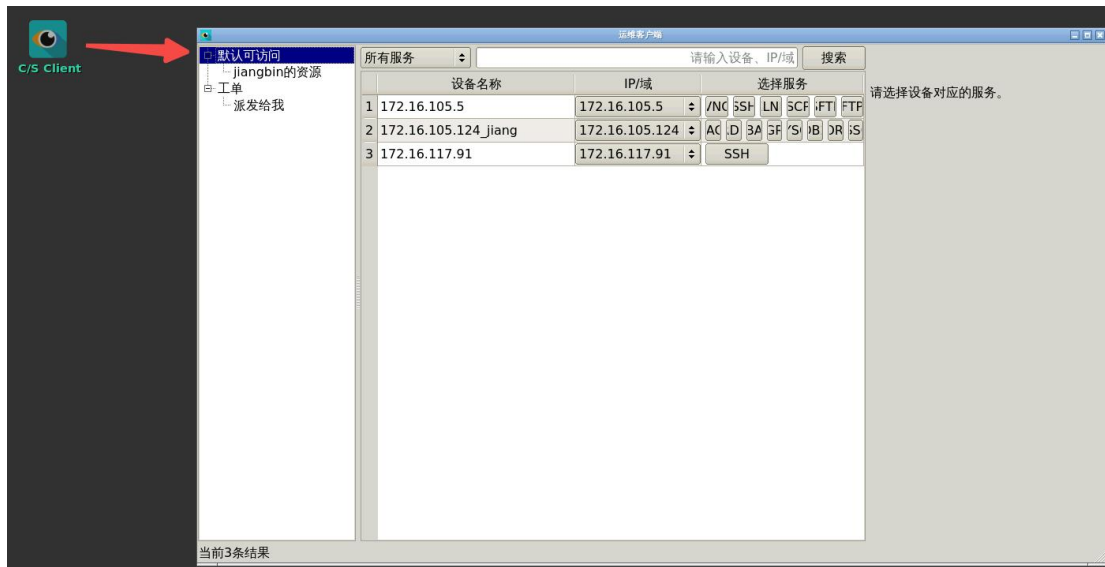 C/S Client
运维客户端
默认可访问
jiangbin的资源
工单
派发给我
所有服务 请输入设备、IP/域 搜索
设备名称 IP/域 选择服务
1 172.16.105.5 172.16.105.5 SSH SCP SFTP FTP
2 172.16.105.124_jiang 172.16.105.124
3 172.16.117.91 172.16.117.91 SSH
请选择设备对应的服务。
当前3条结果